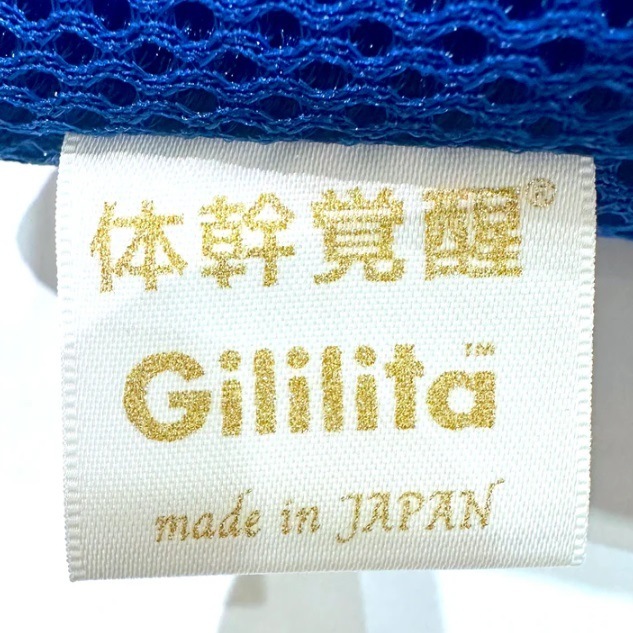 体幹覚醒®
Gililita™
made in JAPAN